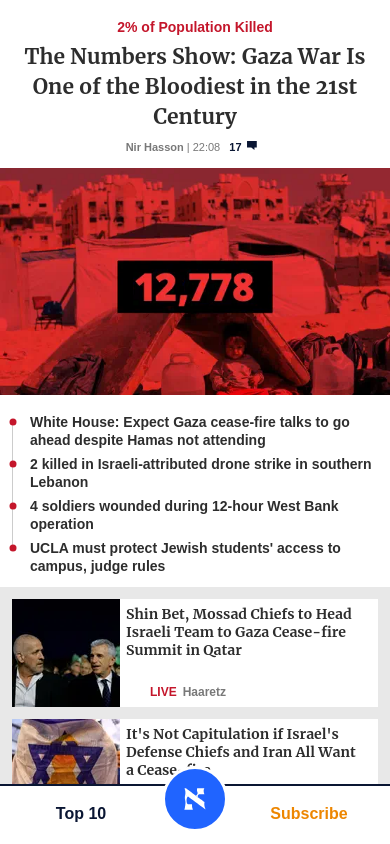 2% of Population Killed
The Numbers Show: Gaza War Is
One of the Bloodiest in the 21st
Century
Nir Hasson | 22:08 17
12,778
White House: Expect Gaza cease-fire talks to go
ahead despite Hamas not attending
2 killed in Israeli-attributed drone strike in southern
Lebanon
4 soldiers wounded during 12-hour West Bank
operation
UCLA must protect Jewish students' access to
campus, judge rules
Shin Bet, Mossad Chiefs to Head
Israeli Team to Gaza Cease-fire
Summit in Qatar
LIVE Haaretz
It's Not Capitulation if Israel's
Defense Chiefs and Iran All Want
a Cease-fire
Top 10
Subscribe